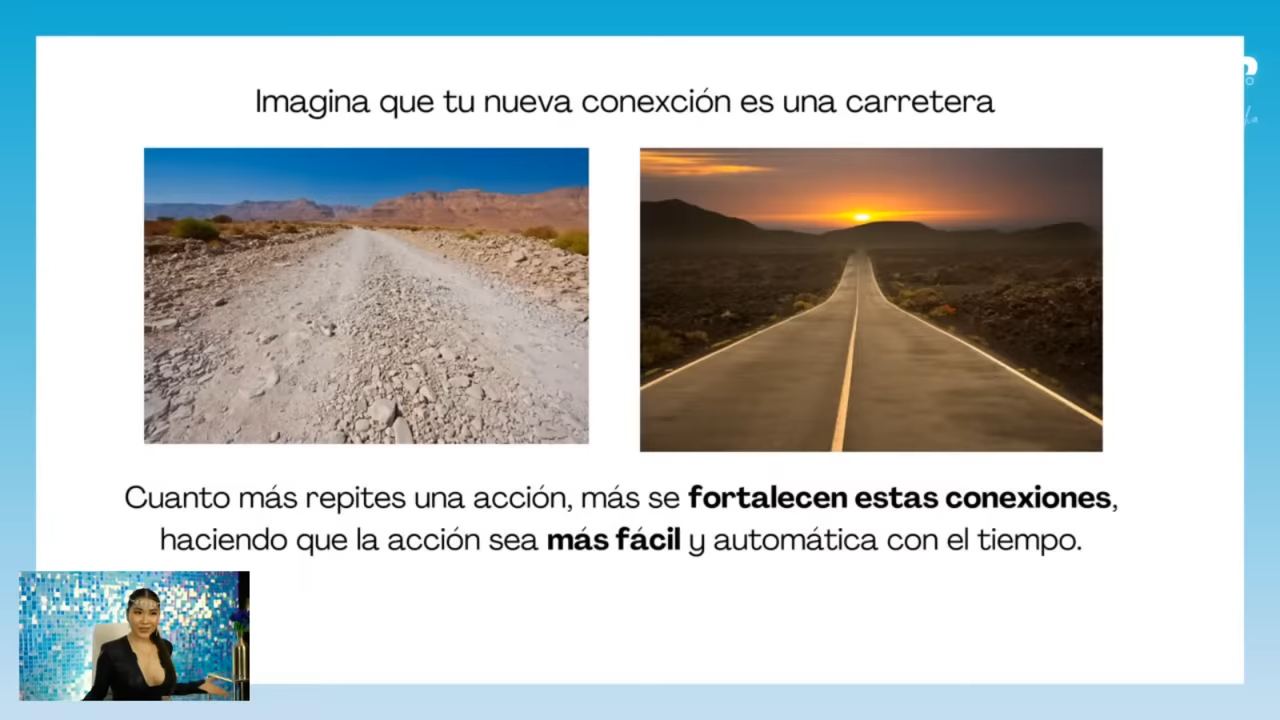 Imagina que tu nueva conexción es una carretera
Cuanto más repites una acción, más se fortalecen estas conexiones,
haciendo que la acción sea más fácil y automática con el tiempo.